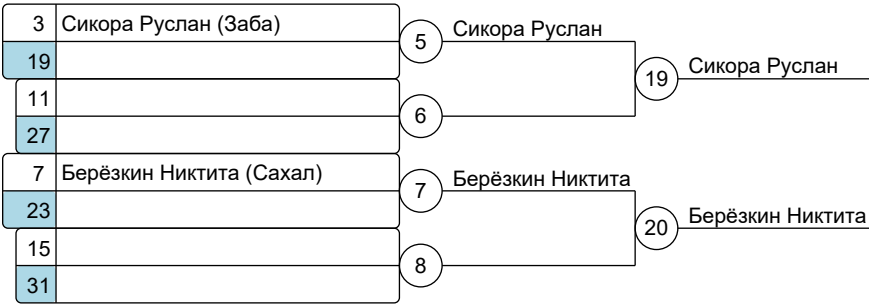 3 Сикора Руслан (Заба)
19
5 Сикора Руслан
11
27
6
19 Сикора Руслан
7 Берёзкин Никтита (Сахал)
23
7 Берёзкин Никтита
15
31
8
20 Берёзкин Никтита